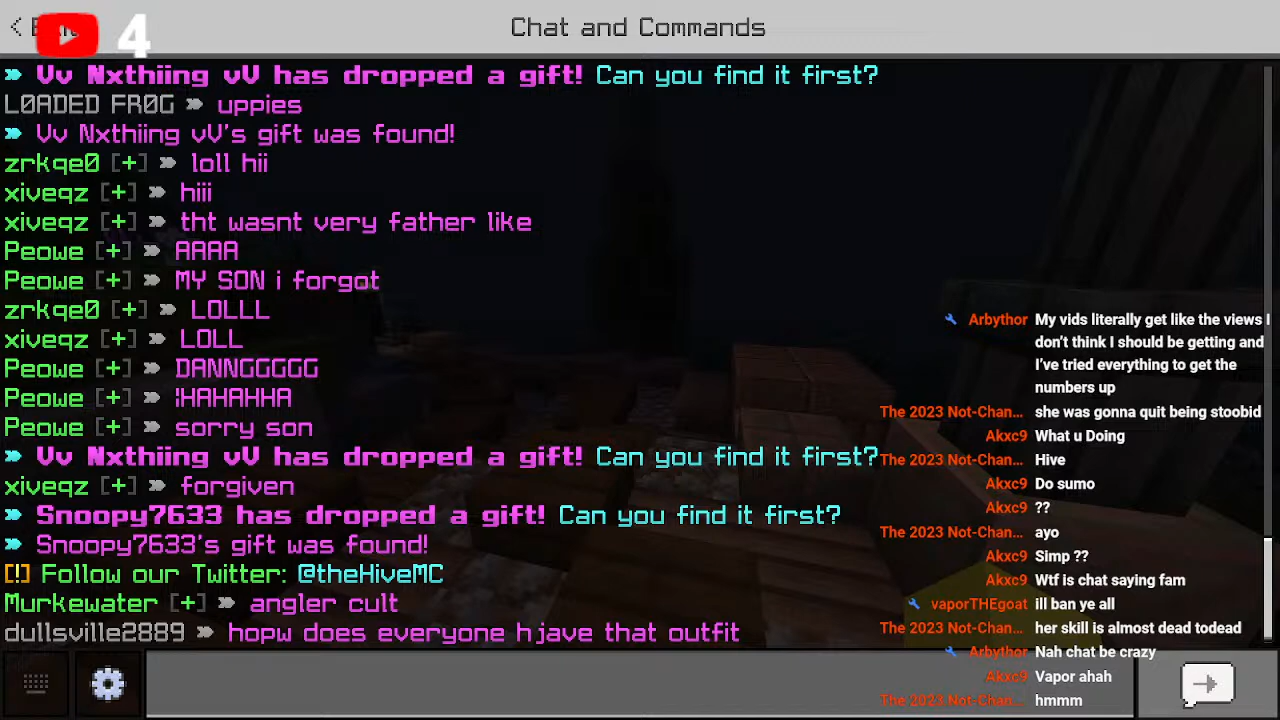 Chat and Commands
4
» Vv Nxthiing vV has dropped a gift! Can you find it first?
L0ADED FR0G » uppies
» Vv Nxthiing vV's gift was found!
zrkqe0 [+] » loll hii
xiveqz [+] » hiii
xiveqz [+] » tht wasnt very father like
Peowe [+] » AAAA
Peowe [+] » MY SON i forgot
zrkqe0 [+] » LOLLL
xiveqz [+] » LOLL
Peowe [+] » DANNGGGGG
Peowe [+] » ;HAHAHHA
Peowe [+] » sorry son
» Vv Nxthiing vV has dropped a gift! Can you find it first?
xiveqz [+] » forgiven
» Snoopy7633 has dropped a gift! Can you find it first?
» Snoopy7633's gift was found!
[!] Follow our Twitter: @theHiveMC
Murkewater [+] » angler cult
dullsville2889 » hopw does everyone hjave that outfit
Arbythor My vids literally get like the views I
don't think I should be getting and
I've tried everything to get the
numbers up
The 2023 Not-Chan... she was gonna quit being stoobid
Akxc9 What u Doing
The 2023 Not-Chan... Hive
Akxc9 Do sumo
Akxc9 ??
The 2023 Not-Chan... ayo
Akxc9 Simp ??
Akxc9 Wtf is chat saying fam
vaporTHEgoat ill ban ye all
The 2023 Not-Chan... her skill is almost dead todead
Arbythor Nah chat be crazy
Akxc9 Vapor ahah
The 2023 Not-Chan... hmmm